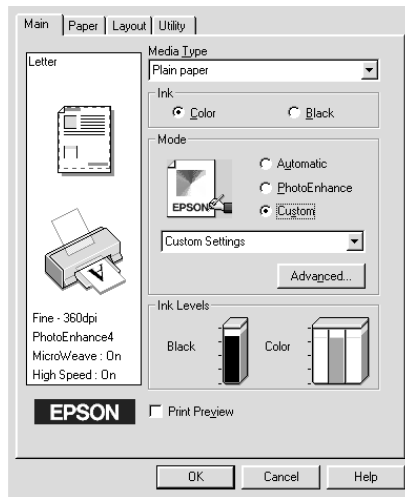 Main Paper Layout Utility
Letter
Media Type
Plain paper
Ink
Color Black
Mode
EPSON
Automatic
PhotoEnhance
Custom
Custom Settings
Advanced...
A
Fine - 360dpi
PhotoEnhance4
MicroWeave : On
High Speed : On
Ink Levels
Black Color
EPSON
Print Preview
OK Cancel Help